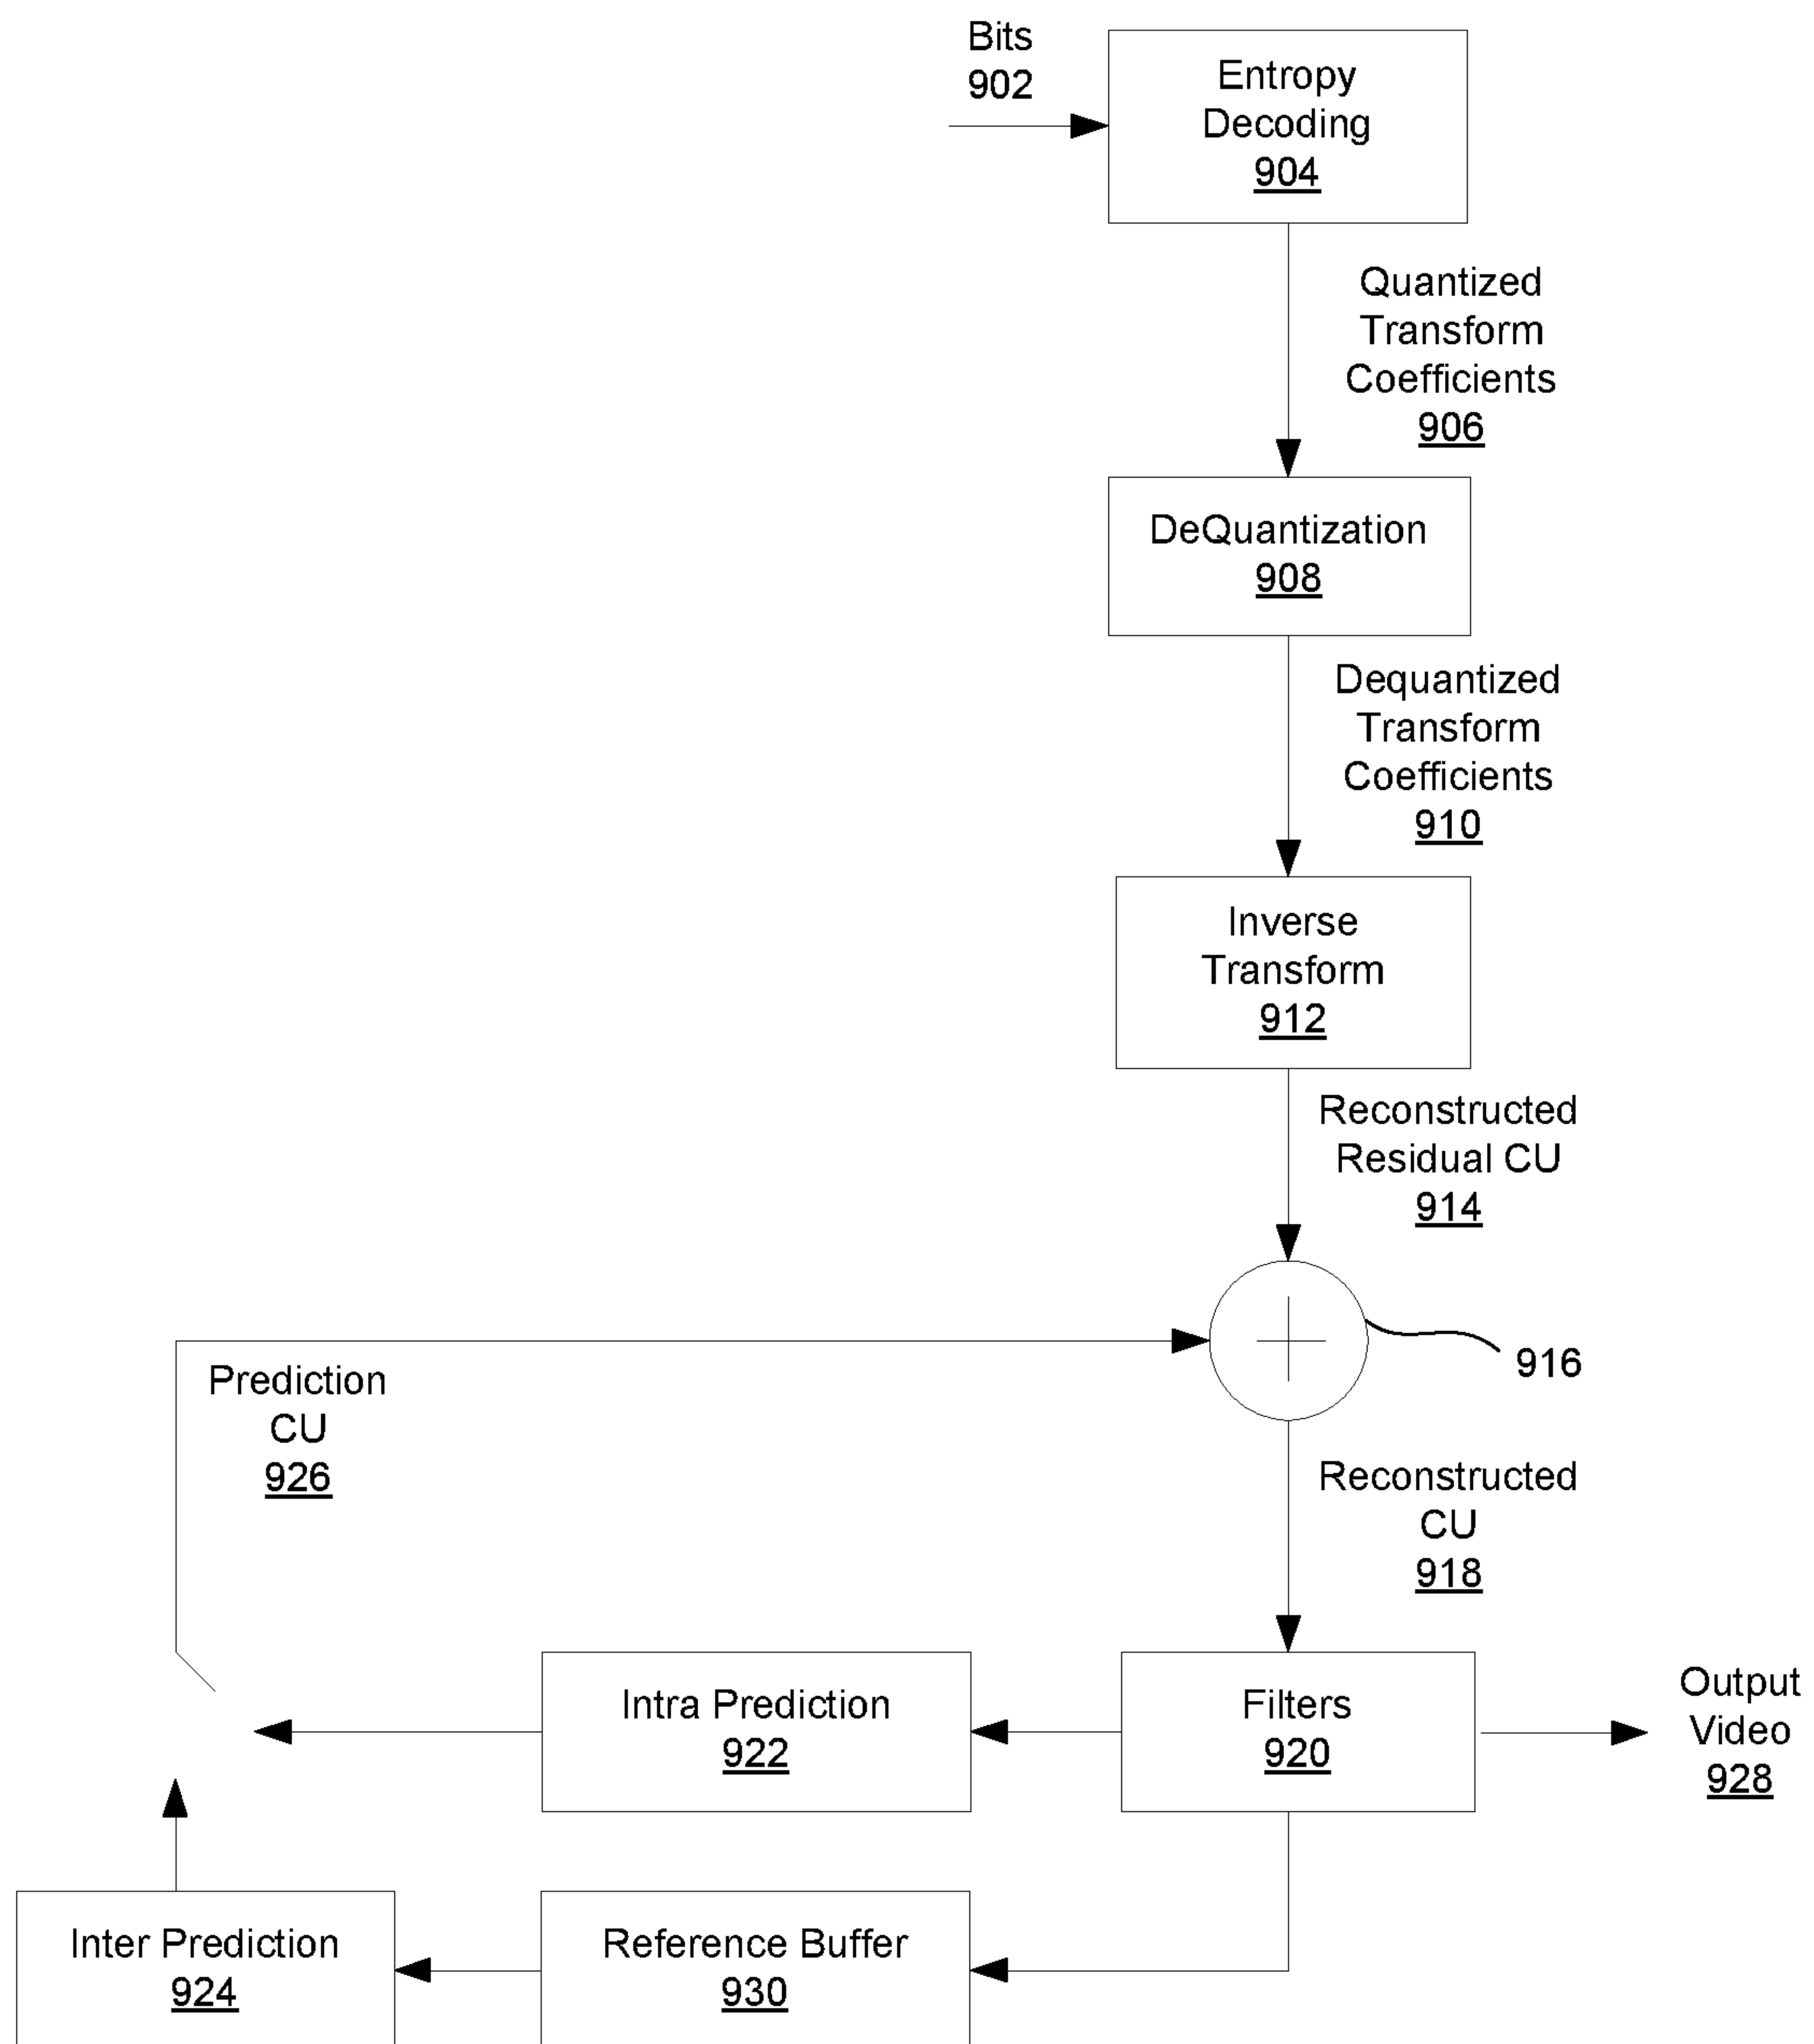 Bits
902
Entropy
Decoding
904
Quantized
Transform
Coefficients
906
DeQuantization
908
Dequantized
Transform
Coefficients
910
Inverse
Transform
912
Reconstructed
Residual CU
914
916
Prediction
CU
926
Reconstructed
CU
918
Intra Prediction
922
Filters
920
Output
Video
928
Inter Prediction
924
Reference Buffer
930